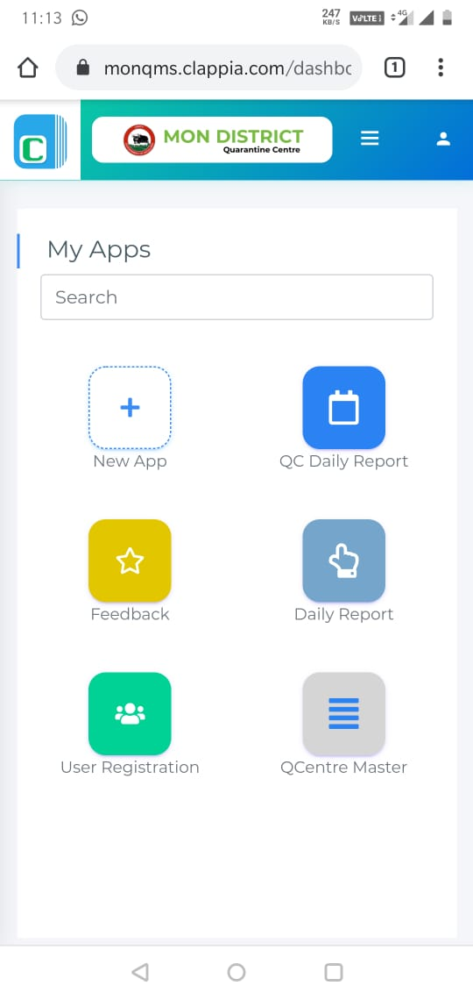 11:13
247
KB/S
VoLTE
4G
1
monqms.clappia.com/dashbo
C
MON DISTRICT
Quarantine Centre
My Apps
Search
New App
QC Daily Report
Feedback
Daily Report
User Registration
QCentre Master